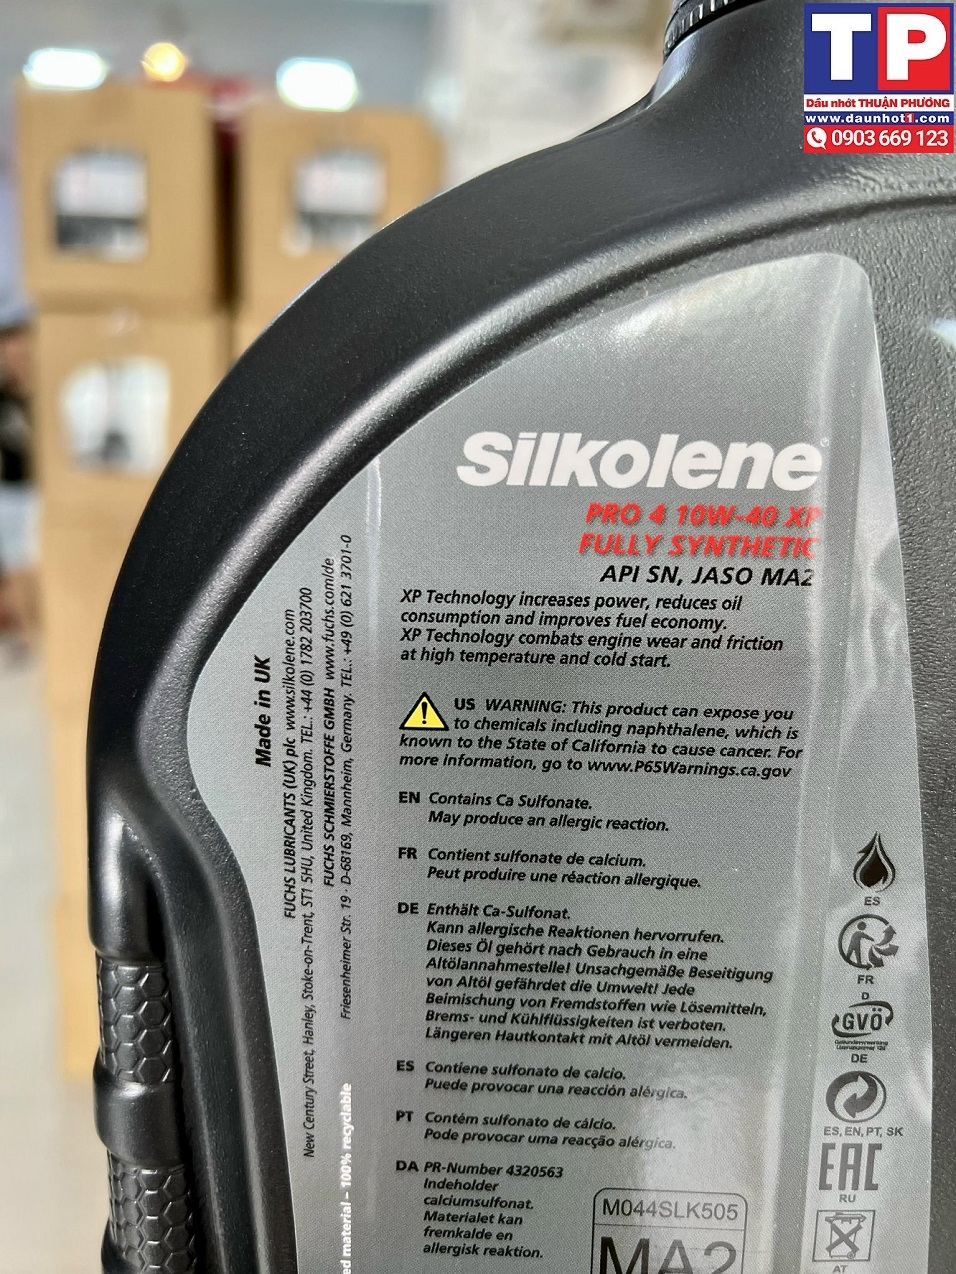 TP
Dầu nhớt THUẬN PHƯƠNG
www.daunhot1.com
0903 669 123
Silkolene
PRO 4 10W-40 XP
FULLY SYNTHETIC
API SN, JASO MA2
XP Technology increases power, reduces oil
consumption and improves fuel economy.
XP Technology combats engine wear and friction
at high temperature and cold start.
US WARNING: This product can expose you
to chemicals including naphthalene, which is
known to the State of California to cause cancer. For
more information, go to www.P65Warnings.ca.gov
EN Contains Ca Sulfonate.
May produce an allergic reaction.
FR Contient sulfonate de calcium.
Peut produire une réaction allergique.
DE Enthält Ca-Sulfonat.
Kann allergische Reaktionen hervorrufen.
Dieses Öl gehört nach Gebrauch in eine
Altölannahmestelle! Unsachgemäße Beseitigung
von Altöl gefährdet die Umwelt! Jede
Beimischung von Fremdstoffen wie Lösemitteln,
Brems- und Kühlflüssigkeiten ist verboten.
Längeren Hautkontakt mit Altöl vermeiden.
ES Contiene sulfonato de calcio.
Puede provocar una reacción alérgica.
PT Contém sulfonato de cálcio.
Pode provocar uma reacção alérgica.
DA PR-Number 4320563
Indeholder
calciumsulfonat.
Materialet kan
fremkalde en
allergisk reaktion.
M044SLK505
MA2
ES
FR
D
GVÖ
DE
ES, EN, PT, SK
EAC
RU
AT
Made in UK
FUCHS LUBRICANTS (UK) plc www.silkolene.com
New Century Street, Hanley, Stoke-on-Trent, ST1 5HU, United Kingdom. TEL.: +44 (0) 1782 203700
FUCHS SCHMIERSTOFFE GMBH www.fuchs.com/de
Friesenheimer Str. 19 · D-68169, Mannheim, Germany. TEL.: +49 (0) 621 3701-0
material – 100% recyclable